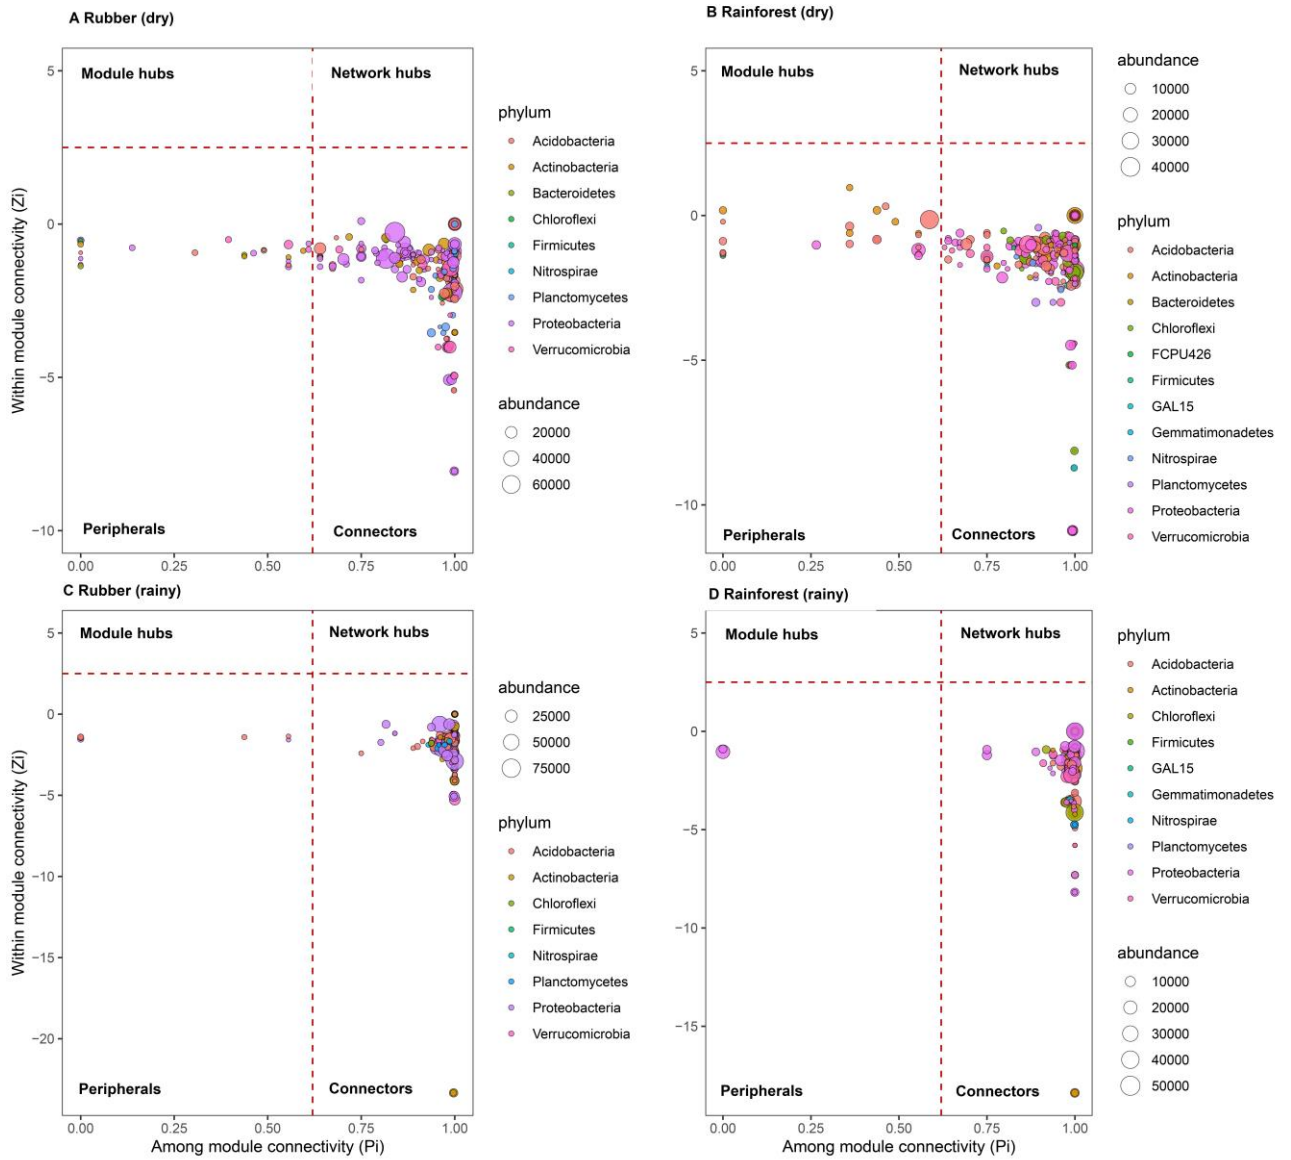 A Rubber (dry)
Module hubs
Network hubs
5
0
−5
−10
Peripherals
Connectors
0.00 0.25 0.50 0.75 1.00
Within module connectivity (Zi)
phylum
Acidobacteria
Actinobacteria
Bacteroidetes
Chloroflexi
Firmicutes
Nitrospirae
Planctomycetes
Proteobacteria
Verrucomicrobia
abundance
20000
40000
60000
B Rainforest (dry)
Module hubs
Network hubs
5
0
−5
−10
Peripherals
Connectors
0.00 0.25 0.50 0.75 1.00
abundance
10000
20000
30000
40000
phylum
Acidobacteria
Actinobacteria
Bacteroidetes
Chloroflexi
FCPU426
Firmicutes
GAL15
Gemmatimonadetes
Nitrospirae
Planctomycetes
Proteobacteria
Verrucomicrobia
C Rubber (rainy)
Module hubs
Network hubs
5
0
−5
−10
−15
−20
Peripherals
Connectors
0.00 0.25 0.50 0.75 1.00
Among module connectivity (Pi)
Within module connectivity (Zi)
abundance
25000
50000
75000
phylum
Acidobacteria
Actinobacteria
Chloroflexi
Firmicutes
Nitrospirae
Planctomycetes
Proteobacteria
Verrucomicrobia
D Rainforest (rainy)
Module hubs
Network hubs
5
0
−5
−10
−15
Peripherals
Connectors
0.00 0.25 0.50 0.75 1.00
Among module connectivity (Pi)
phylum
Acidobacteria
Actinobacteria
Chloroflexi
Firmicutes
GAL15
Gemmatimonadetes
Nitrospirae
Planctomycetes
Proteobacteria
Verrucomicrobia
abundance
10000
20000
30000
40000
50000